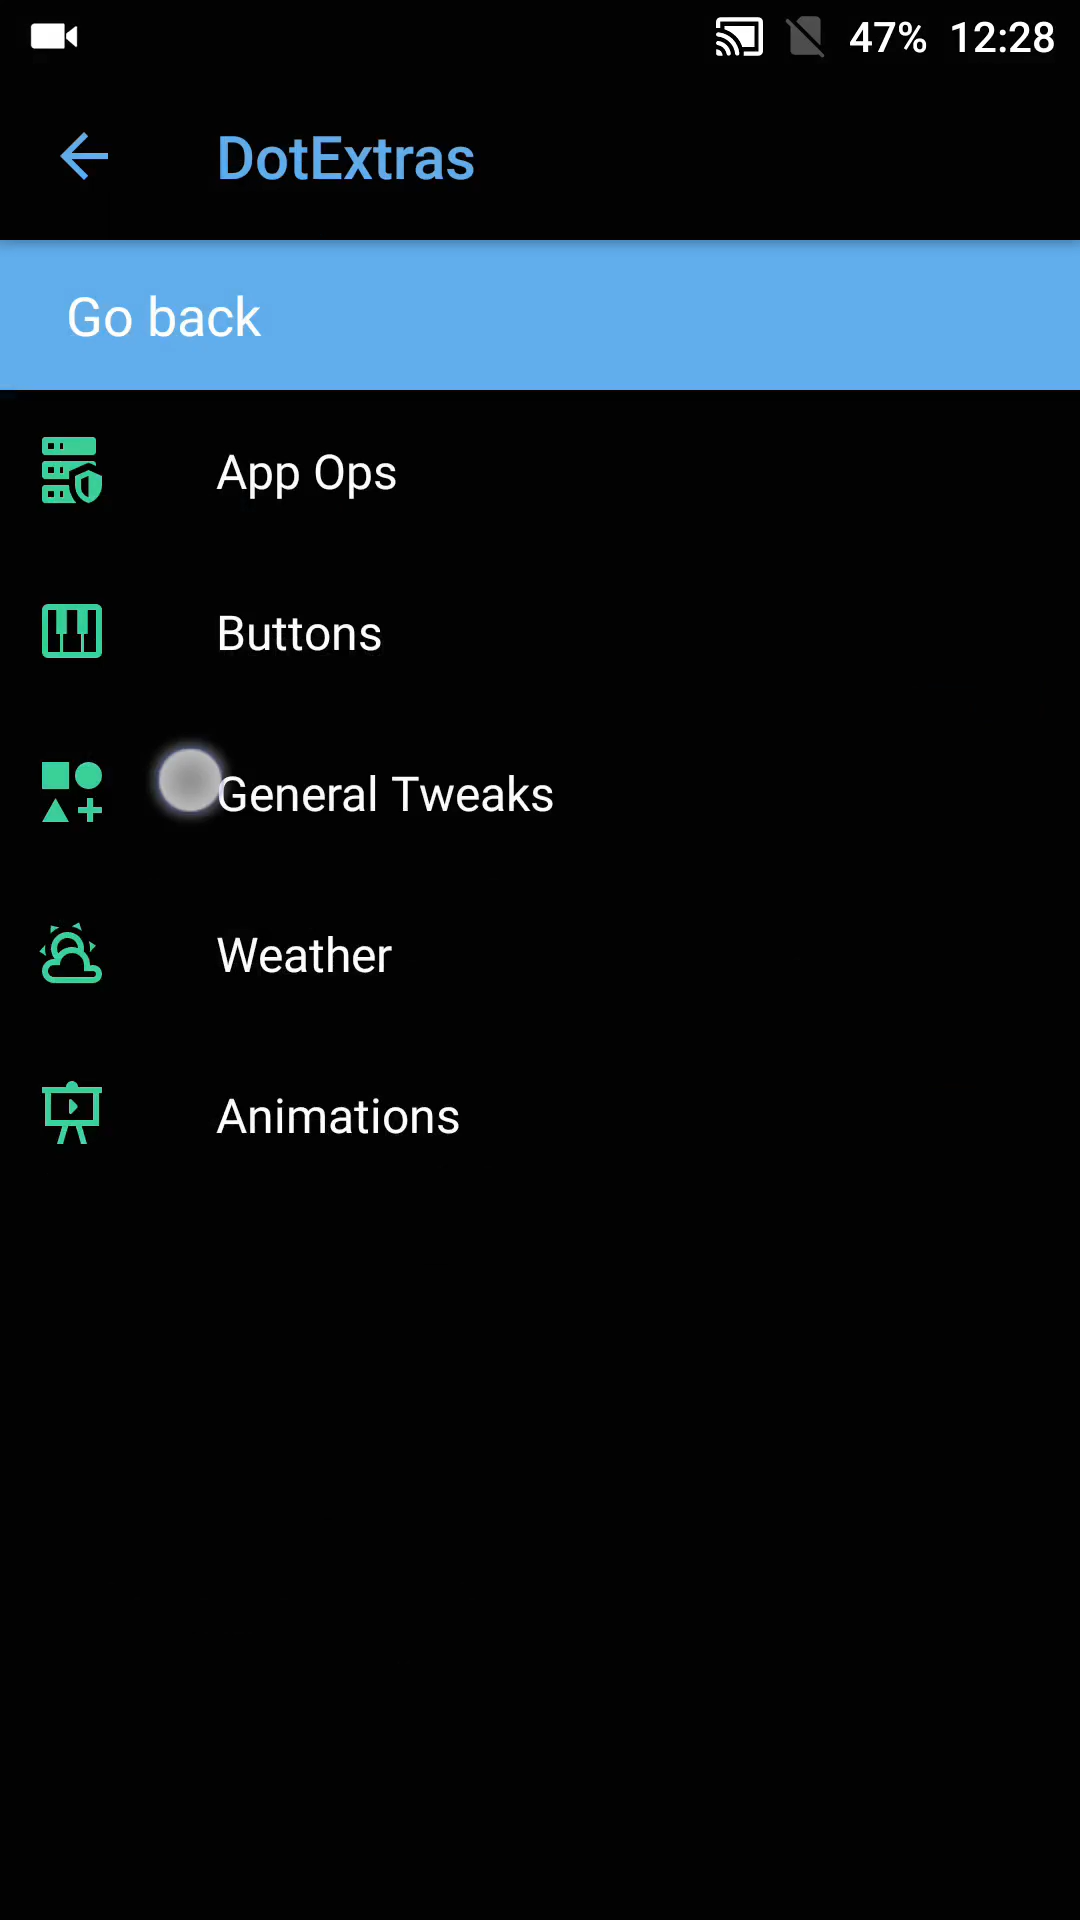 47% 12:28
DotExtras
Go back
App Ops
Buttons
General Tweaks
Weather
Animations